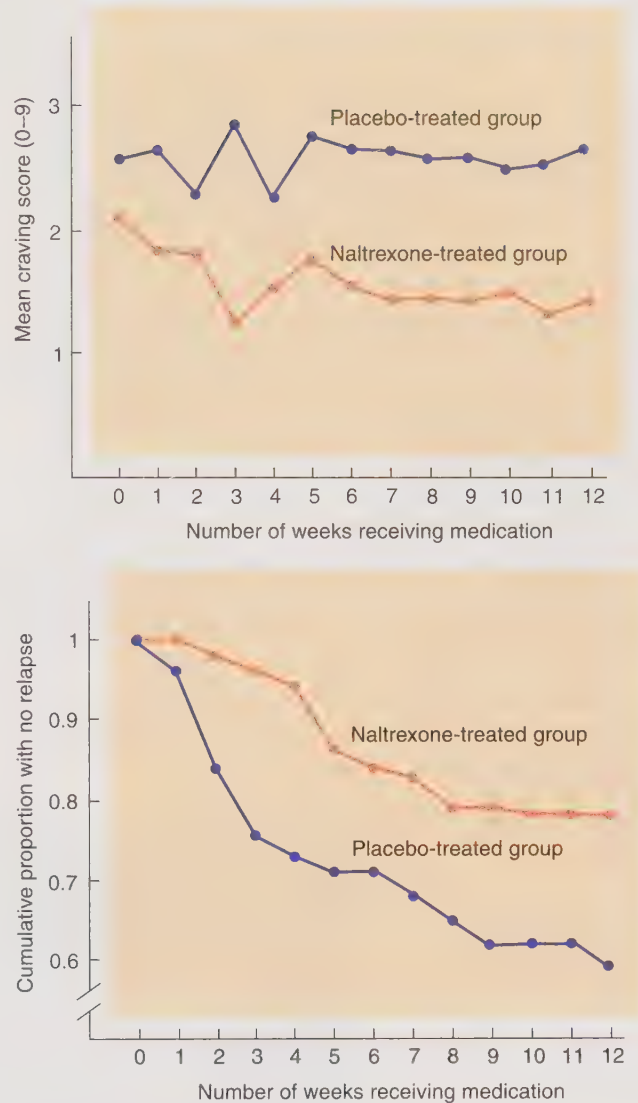 Mean craving score (0–9)
3
2
1
Placebo-treated group
Naltrexone-treated group
0 1 2 3 4 5 6 7 8 9 10 11 12
Number of weeks receiving medication
Cumulative proportion with no relapse
1
0.9
0.8
0.7
0.6
Naltrexone-treated group
Placebo-treated group
0 1 2 3 4 5 6 7 8 9 10 11 12
Number of weeks receiving medication